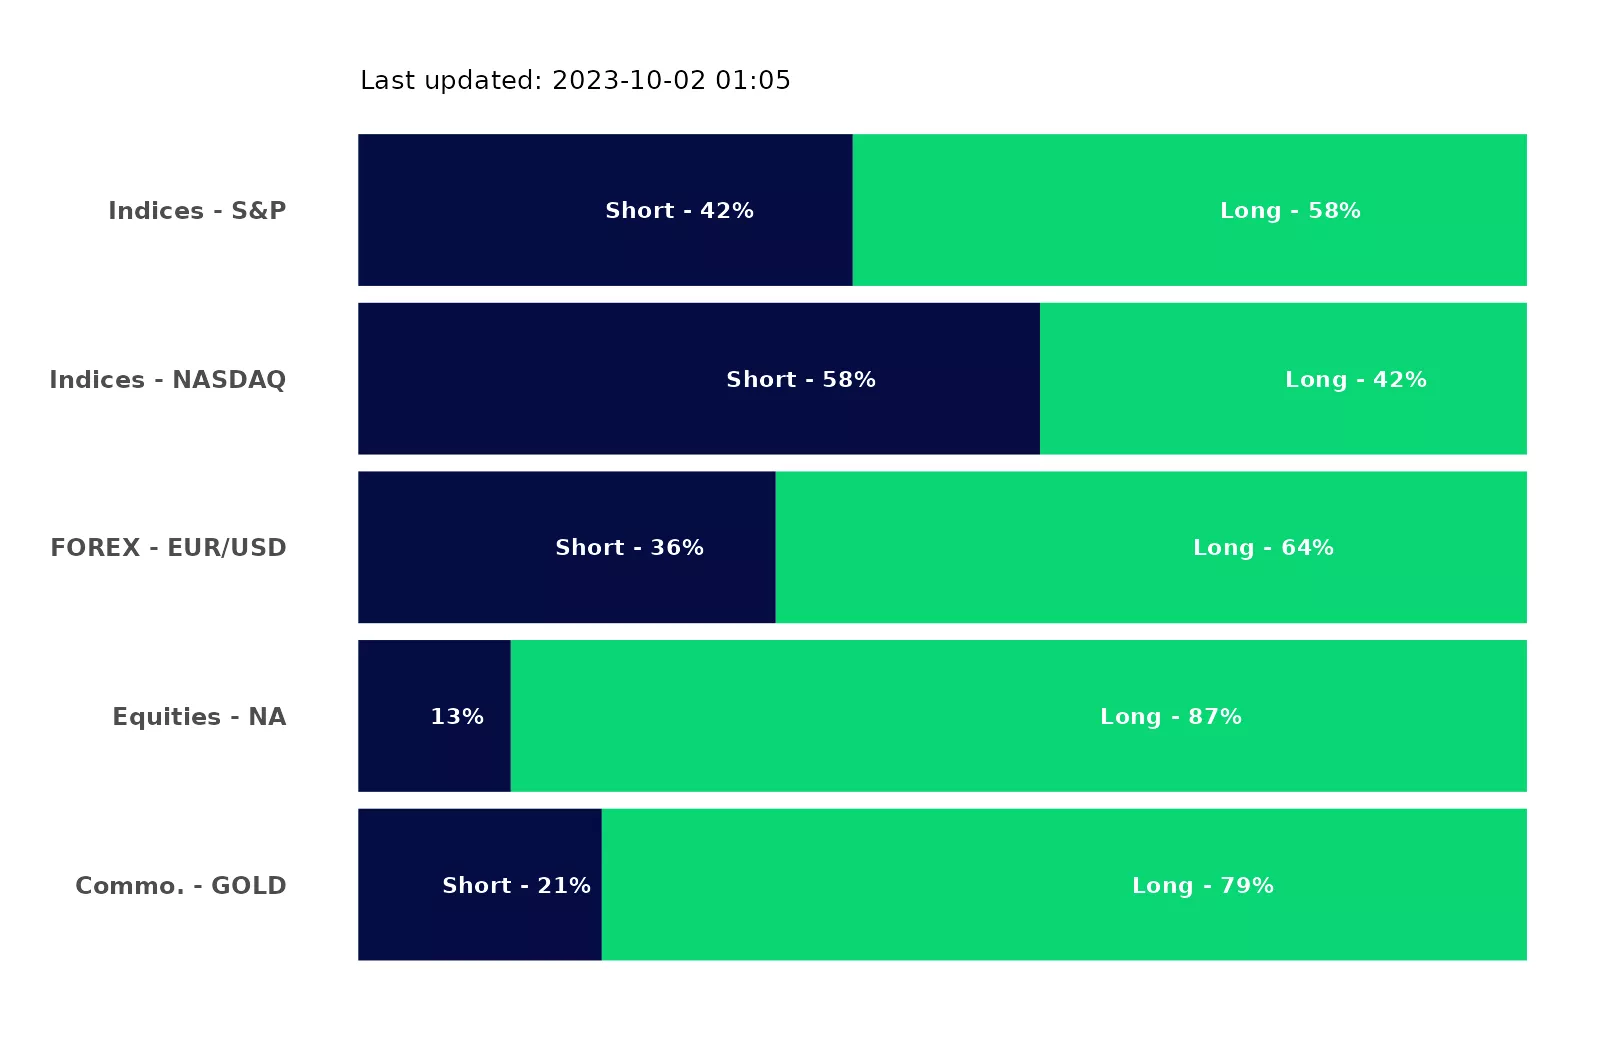 Last updated: 2023-10-02 01:05
Indices - S&P Short - 42% Long - 58%
Indices - NASDAQ Short - 58% Long - 42%
FOREX - EUR/USD Short - 36% Long - 64%
Equities - NA 13% Long - 87%
Commo. - GOLD Short - 21% Long - 79%